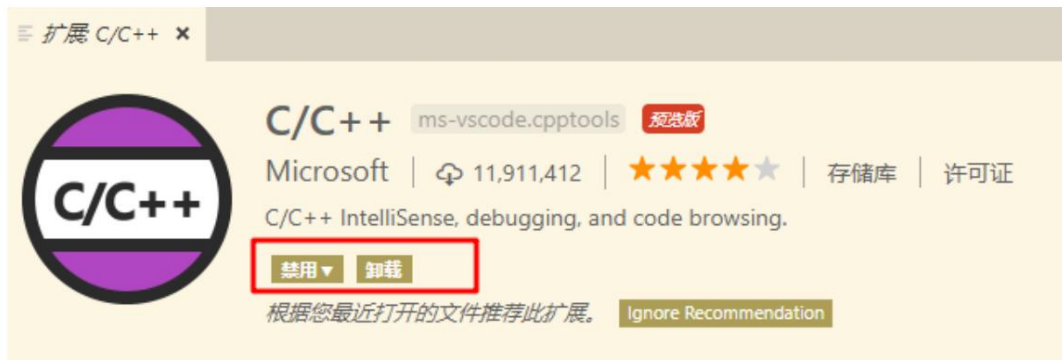 扩展: C/C++ ×
C/C++ ms-vscode.cpptools 预览版
Microsoft 11,911,412 存储库 许可证
C/C++
C/C++ IntelliSense, debugging, and code browsing.
禁用▼ 卸载
根据您最近打开的文件推荐此扩展。 Ignore Recommendation